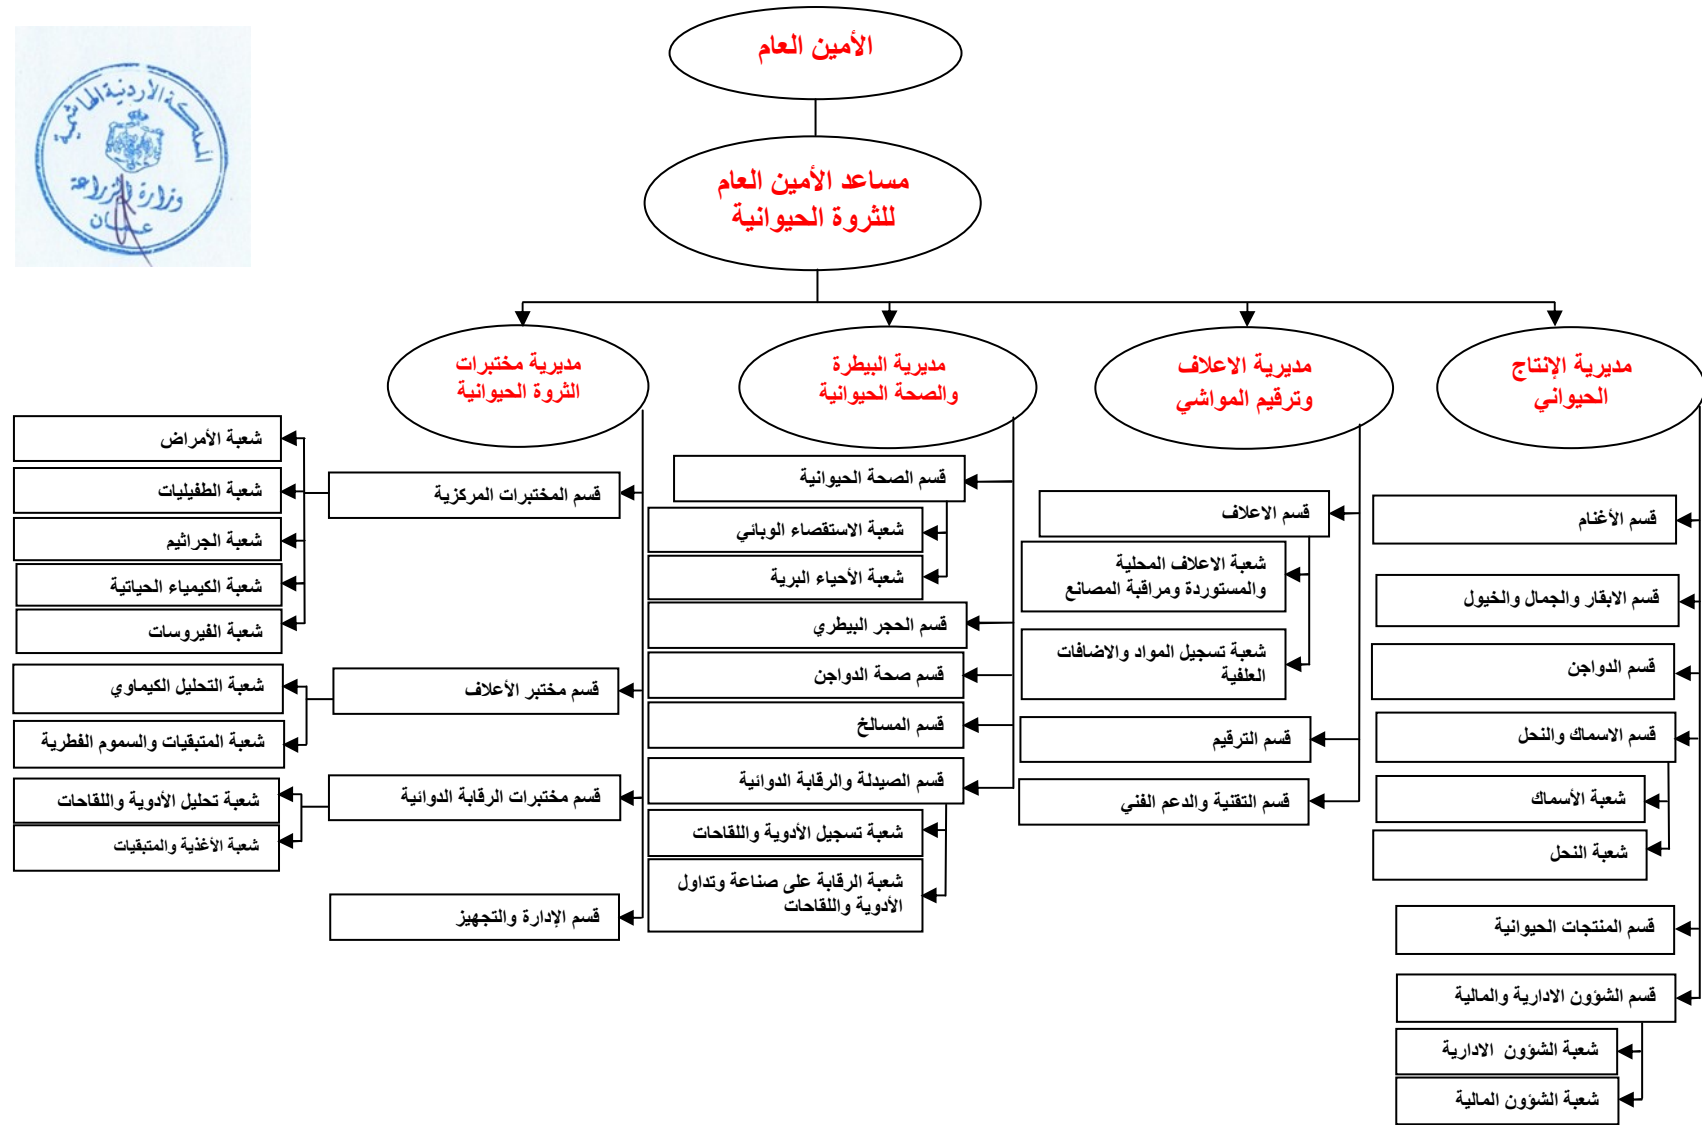 المملكة الأردنية الهاشمية
وزارة الزراعة
عمان
الأمين العام
مساعد الأمين العام
للثروة الحيوانية
مديرية الإنتاج
الحيواني
قسم الأغنام
قسم الابقار والجمال والخيول
قسم الدواجن
قسم الاسماك والنحل
شعبة الأسماك
شعبة النحل
قسم المنتجات الحيوانية
قسم الشؤون الادارية والمالية
شعبة الشؤون الادارية
شعبة الشؤون المالية
مديرية الاعلاف
وترقيم المواشي
قسم الاعلاف
شعبة الاعلاف المحلية
والمستوردة ومراقبة المصانع
شعبة تسجيل المواد والاضافات
العلفية
قسم الترقيم
قسم التقنية والدعم الفني
مديرية البيطرة
والصحة الحيوانية
قسم الصحة الحيوانية
شعبة الاستقصاء الوبائي
شعبة الأحياء البرية
قسم الحجر البيطري
قسم صحة الدواجن
قسم المسالخ
قسم الصيدلة والرقابة الدوائية
شعبة تسجيل الأدوية واللقاحات
شعبة الرقابة على صناعة وتداول
الأدوية واللقاحات
مديرية مختبرات
الثروة الحيوانية
قسم المختبرات المركزية
شعبة الأمراض
شعبة الطفيليات
شعبة الجراثيم
شعبة الكيمياء الحياتية
شعبة الفيروسات
قسم مختبر الأعلاف
شعبة التحليل الكيماوي
شعبة المتبقيات والسموم الفطرية
قسم مختبرات الرقابة الدوائية
شعبة تحليل الأدوية واللقاحات
شعبة الأغذية والمتبقيات
قسم الإدارة والتجهيز